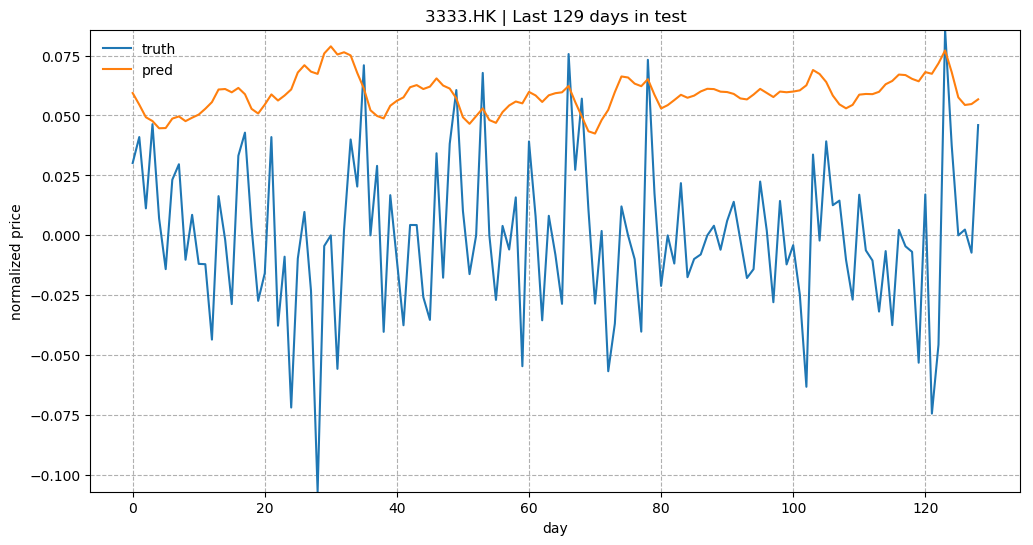 3333.HK | Last 129 days in test
truth
pred
normalized price
0.075
0.050
0.025
0.000
−0.025
−0.050
−0.075
−0.100
0 20 40 60 80 100 120
day